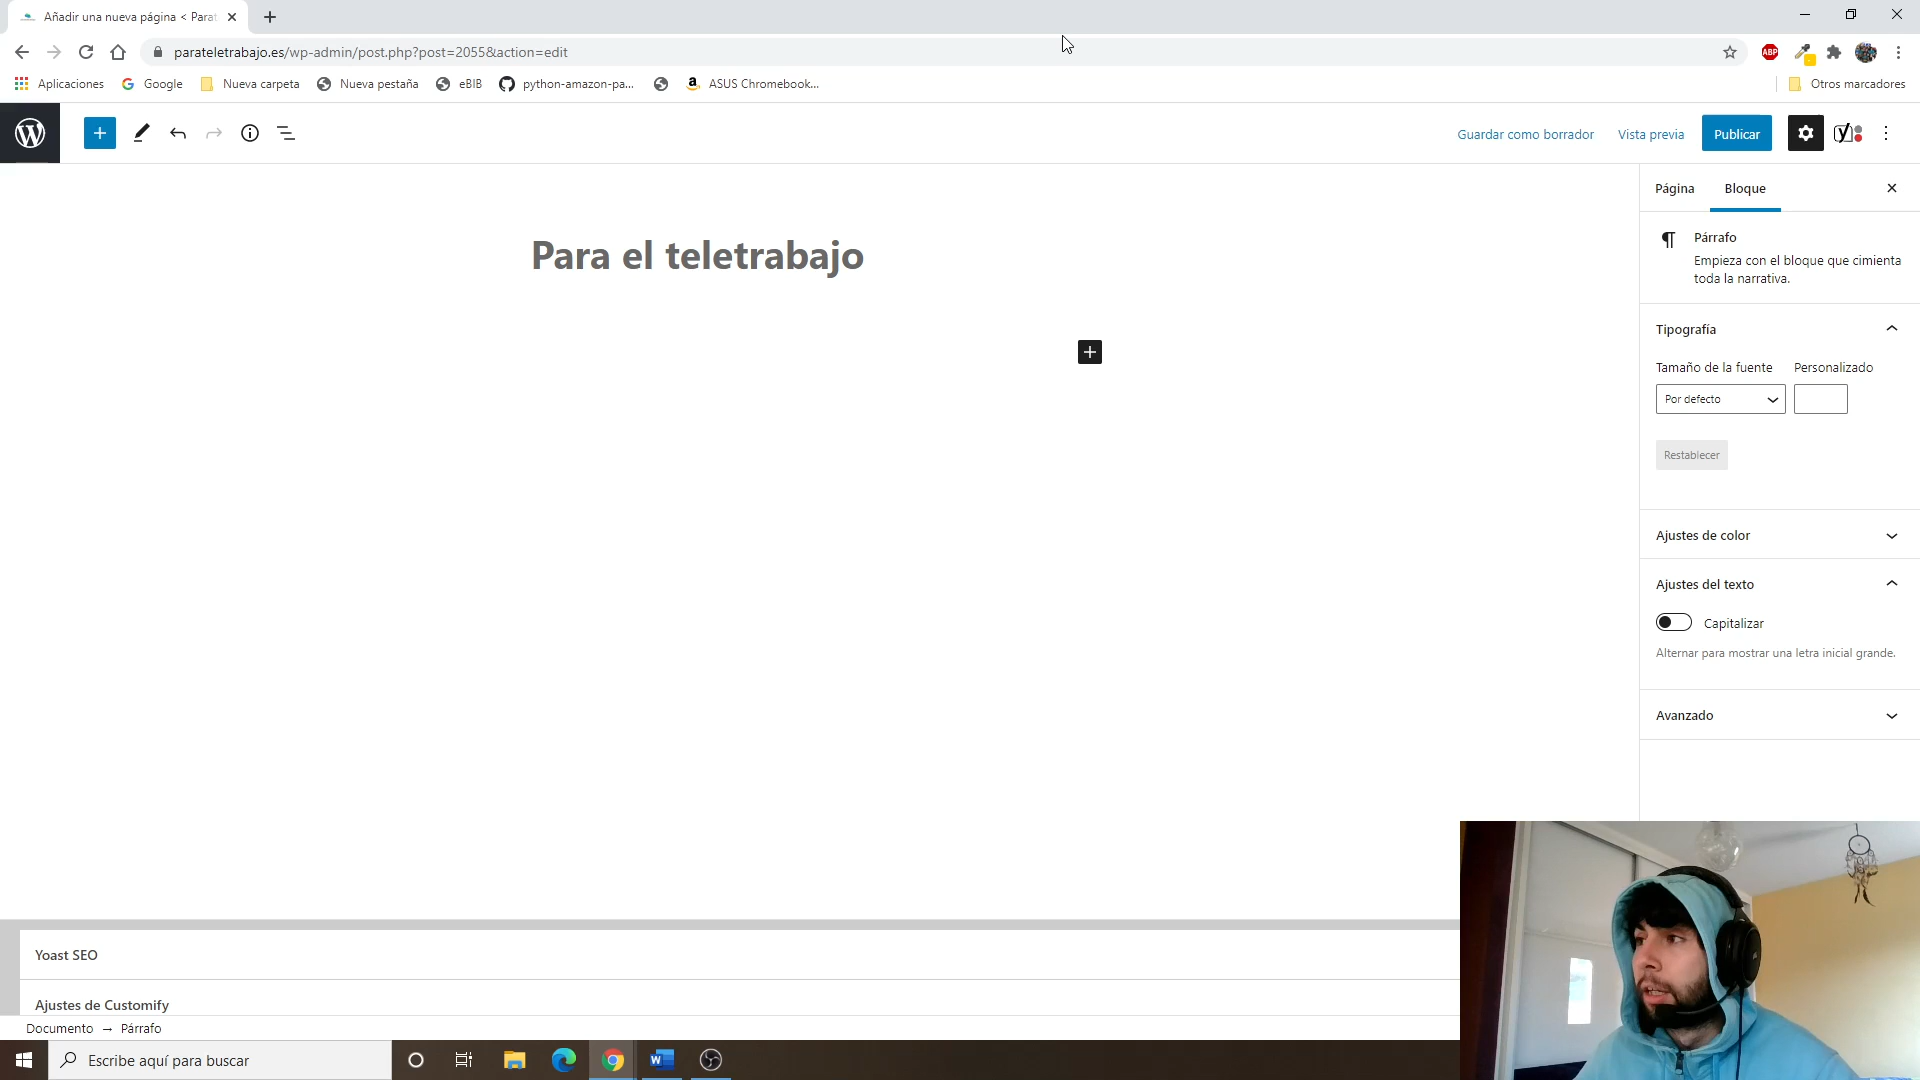 Añadir una nueva página < Parat
parateletrabajo.es/wp-admin/post.php?post=2055&action=edit
ABP
Aplicaciones Google Nueva carpeta Nueva pestaña eBIB python-amazon-pa... ASUS Chromebook... Otros marcadores
Guardar como borrador Vista previa Publicar
Página Bloque
Para el teletrabajo
Párrafo
Empieza con el bloque que cimienta
toda la narrativa.
Tipografía
Tamaño de la fuente Personalizado
Por defecto
Restablecer
Ajustes de color
Ajustes del texto
Capitalizar
Alternar para mostrar una letra inicial grande.
Avanzado
Yoast SEO
Ajustes de Customify
Documento → Párrafo
Escribe aquí para buscar